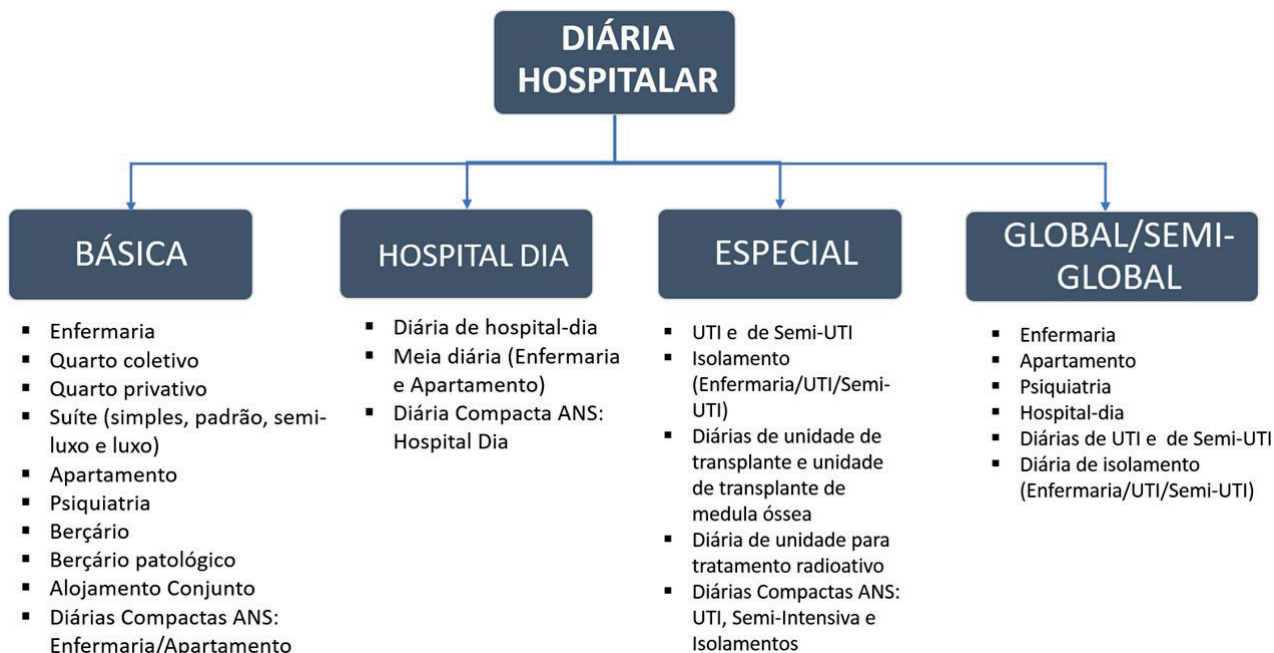 DIÁRIA
HOSPITALAR
BÁSICA
▪ Enfermaria
▪ Quarto coletivo
▪ Quarto privativo
▪ Suíte (simples, padrão, semi-
luxo e luxo)
▪ Apartamento
▪ Psiquiatria
▪ Berçário
▪ Berçário patológico
▪ Alojamento Conjunto
▪ Diárias Compactas ANS:
Enfermaria/Apartamento
HOSPITAL DIA
▪ Diária de hospital-dia
▪ Meia diária (Enfermaria
e Apartamento)
▪ Diária Compacta ANS:
Hospital Dia
ESPECIAL
▪ UTI e de Semi-UTI
▪ Isolamento
(Enfermaria/UTI/Semi-
UTI)
▪ Diárias de unidade de
transplante e unidade
de transplante de
medula óssea
▪ Diária de unidade para
tratamento radioativo
▪ Diárias Compactas ANS:
UTI, Semi-Intensiva e
Isolamentos
GLOBAL/SEMI-
GLOBAL
▪ Enfermaria
▪ Apartamento
▪ Psiquiatria
▪ Hospital-dia
▪ Diárias de UTI e de Semi-UTI
▪ Diária de isolamento
(Enfermaria/UTI/Semi-UTI)